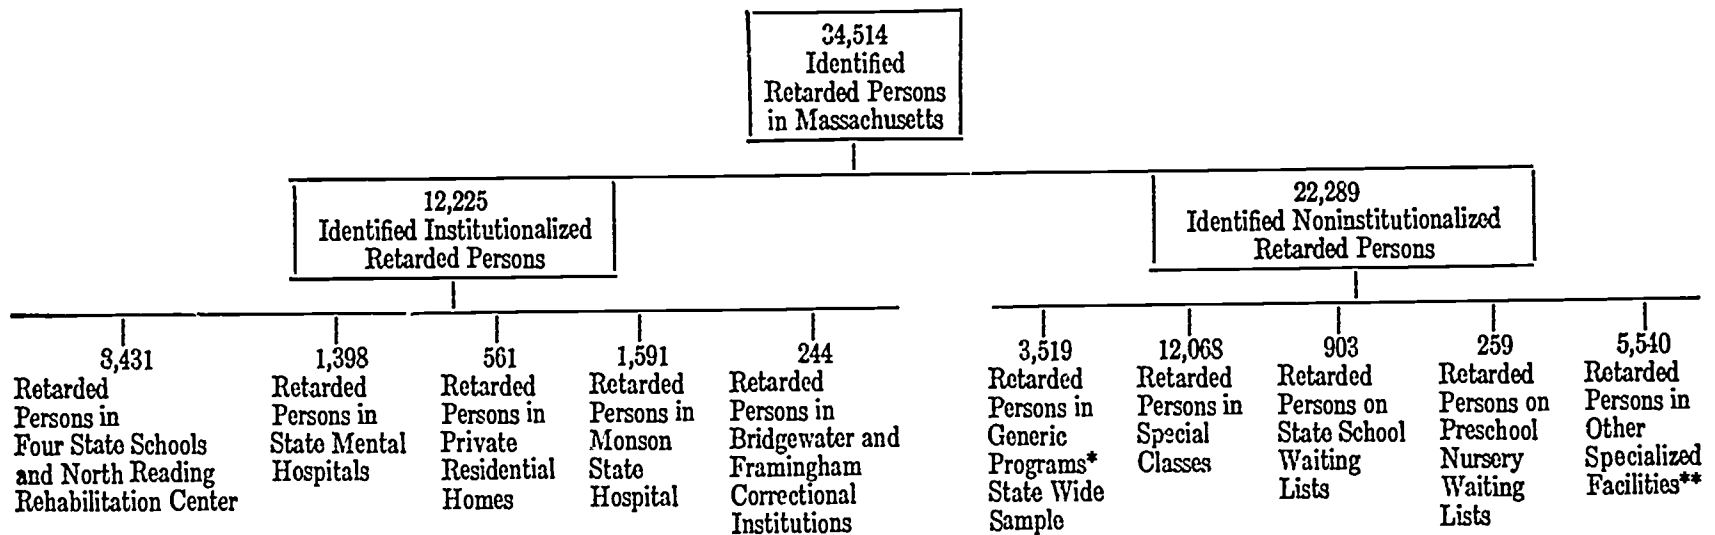 34,514
Identified
Retarded Persons
in Massachusetts
12,225
Identified Institutionalized
Retarded Persons
22,289
Identified Noninstitutionalized
Retarded Persons
8,431
Retarded
Persons in
Four State Schools
and North Reading
Rehabilitation Center
1,398
Retarded
Persons in
State Mental
Hospitals
561
Retarded
Persons in
Private
Residential
Homes
1,591
Retarded
Persons in
Monson
State
Hospital
244
Retarded
Persons in
Bridgewater and
Framingham
Correctional
Institutions
3,519
Retarded
Persons in
Generic
Programs*
State Wide
Sample
12,068
Retarded
Persons in
Special
Classes
903
Retarded
Persons on
State School
Waiting
Lists
259
Retarded
Persons on
Preschool
Nursery
Waiting
Lists
5,540
Retarded
Persons in
Other
Specialized
Facilities**